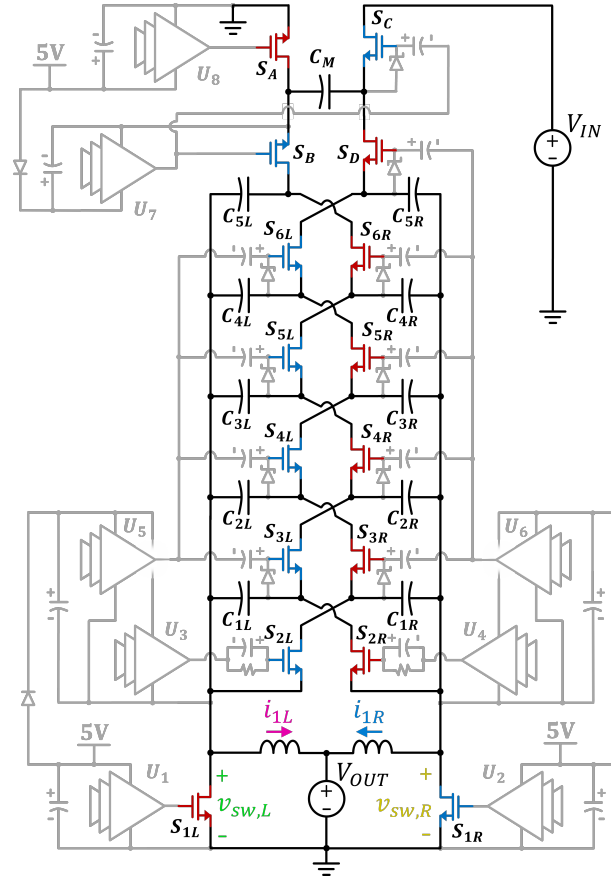 S_C
5V
U_8
S_A
C_M
V_IN
+
-
S_B
S_D
U_7
C_5L
C_5R
S_6L
S_6R
C_4L
C_4R
S_5L
S_5R
C_3L
C_3R
S_4L
S_4R
C_2L
C_2R
U_5
U_6
S_3L
S_3R
C_1L
C_1R
U_3
U_4
S_2L
S_2R
i_1L
i_1R
5V
5V
+
V_OUT
+
U_1
U_2
v_sw,L
+
-
v_sw,R
S_1L
-
-
S_1R